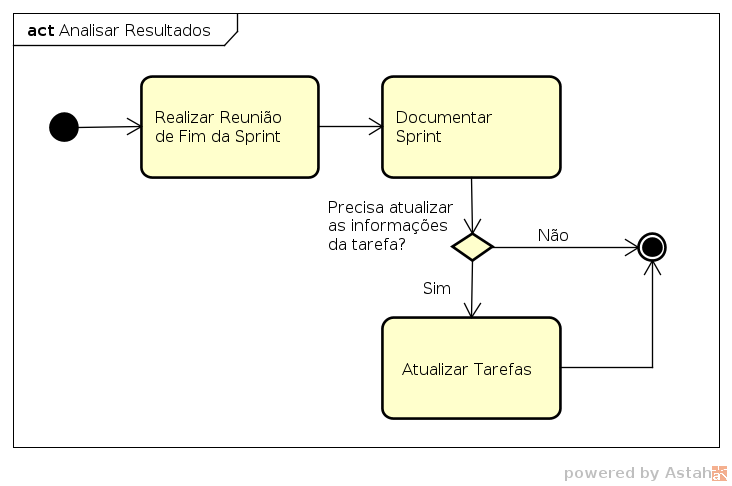 act Analisar Resultados
Realizar Reunião
de Fim da Sprint
Documentar
Sprint
Precisa atualizar
as informações
da tarefa?
Não
Sim
Atualizar Tarefas
powered by Astah